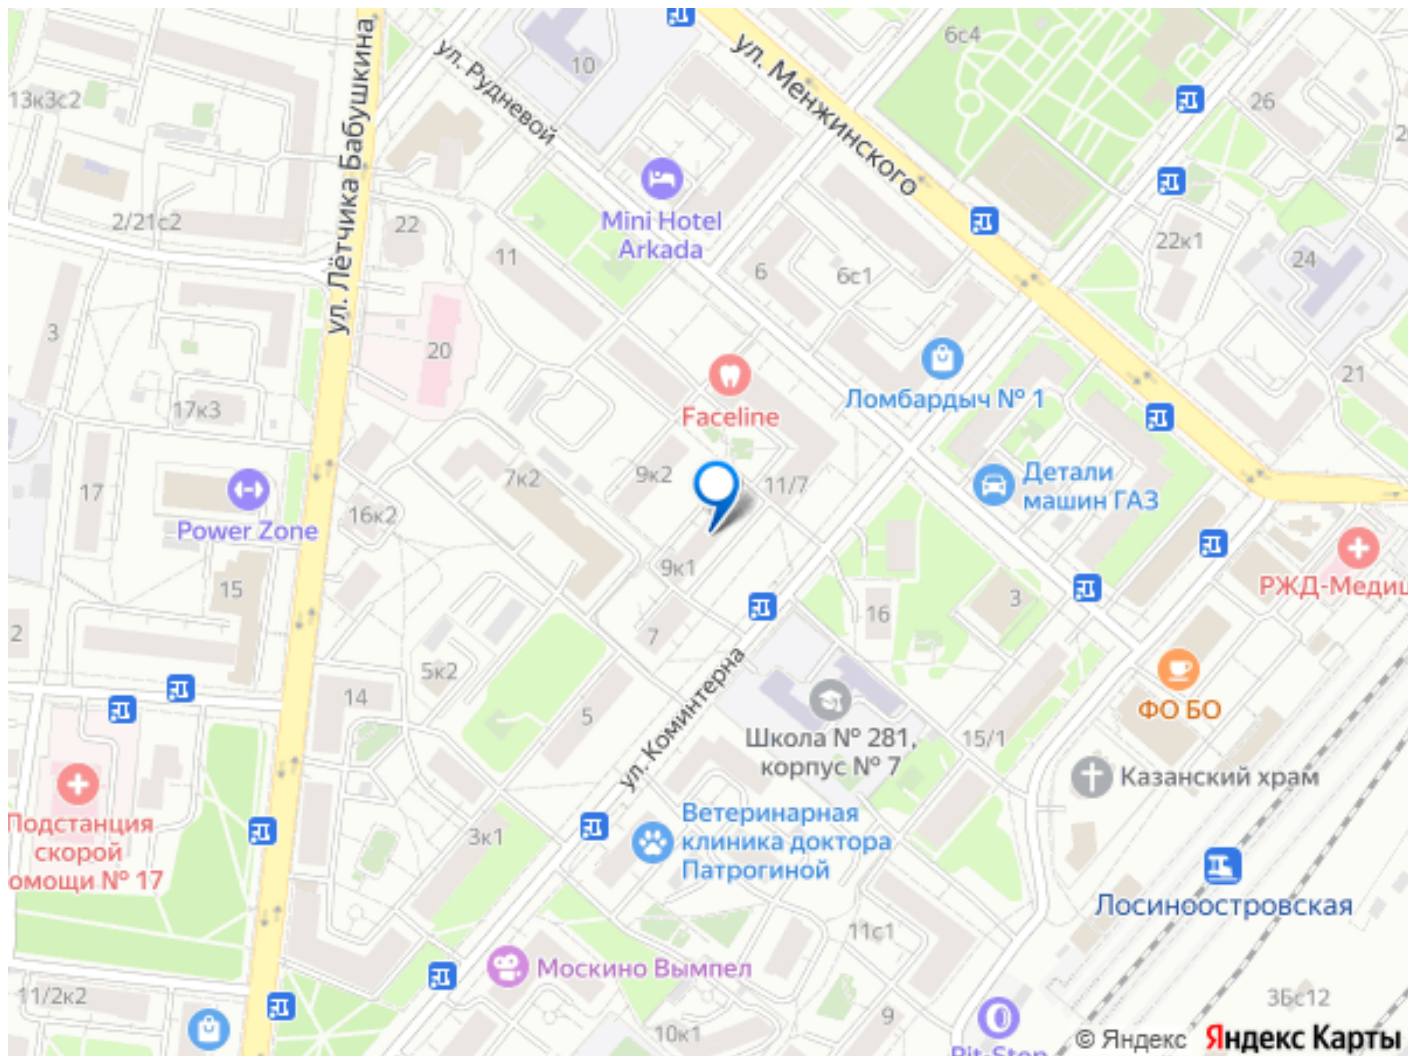 6с4
10
26
13к3с2
ул. Рудневой
ул. Менжинского
ул. Лётчика Бабушкина
Mini Hotel
Arkada
2/21с2
22
11
6
6с1
22к1
24
3
20
21
17к3
Faceline
Ломбардыч № 1
17
Power Zone
16к2
7к2
9к2
11/7
Детали
машин ГАЗ
9к1
15
2
7
16
3
РЖД-Медиц
5к2
14
5
ул. Коминтерна
ФО БО
Школа № 281,
корпус № 7
15/1
Казанский храм
Подстанция
скорой
омощи № 17
3к1
Ветеринарная
клиника доктора
Патрогиной
Лосиноостровская
11с1
Москино Вымпел
11/2к2
3Бс12
10к1
9
Pit-Stop
© Яндекс Яндекс Карты